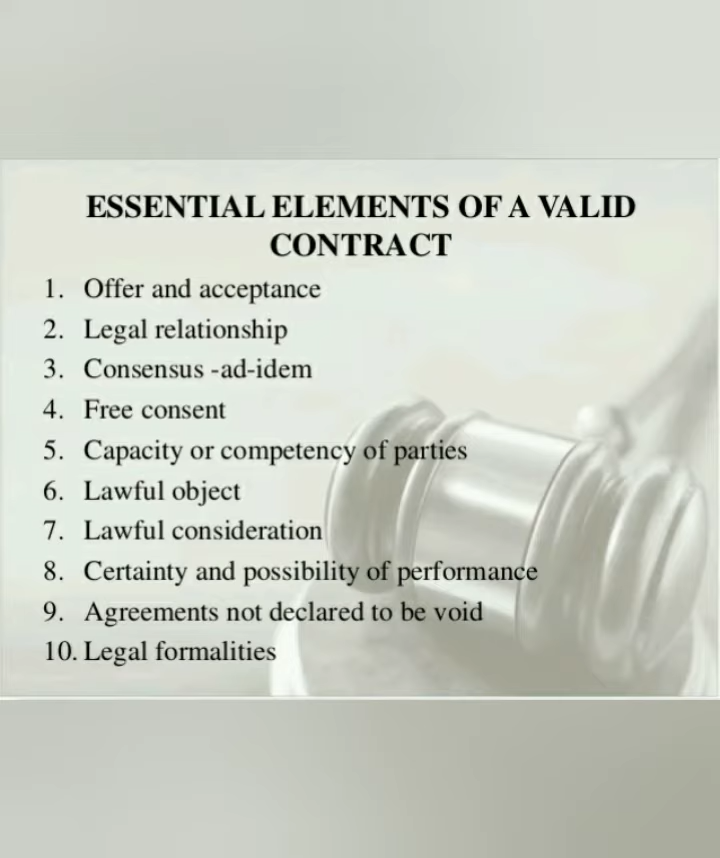 ESSENTIAL ELEMENTS OF A VALID
CONTRACT
1. Offer and acceptance
2. Legal relationship
3. Consensus -ad-idem
4. Free consent
5. Capacity or competency of parties
6. Lawful object
7. Lawful consideration
8. Certainty and possibility of performance
9. Agreements not declared to be void
10. Legal formalities